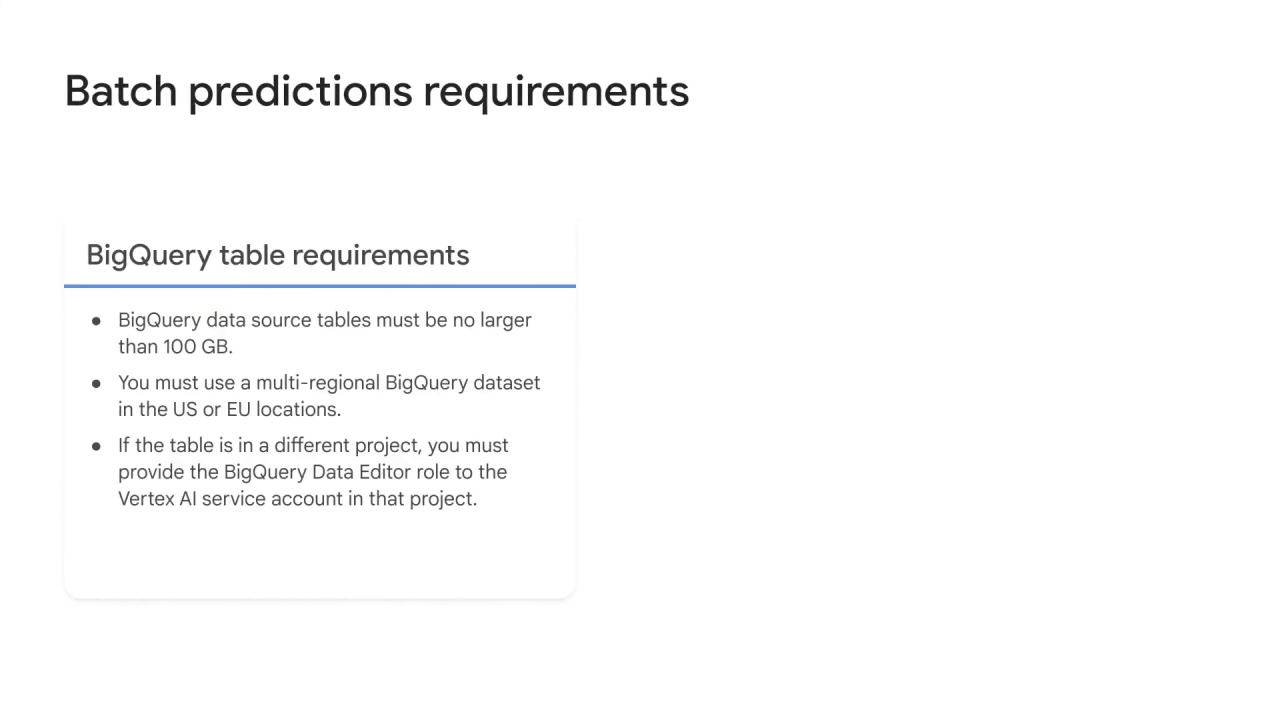 Batch predictions requirements
BigQuery table requirements
● BigQuery data source tables must be no larger
than 100 GB.
● You must use a multi-regional BigQuery dataset
in the US or EU locations.
● If the table is in a different project, you must
provide the BigQuery Data Editor role to the
Vertex AI service account in that project.